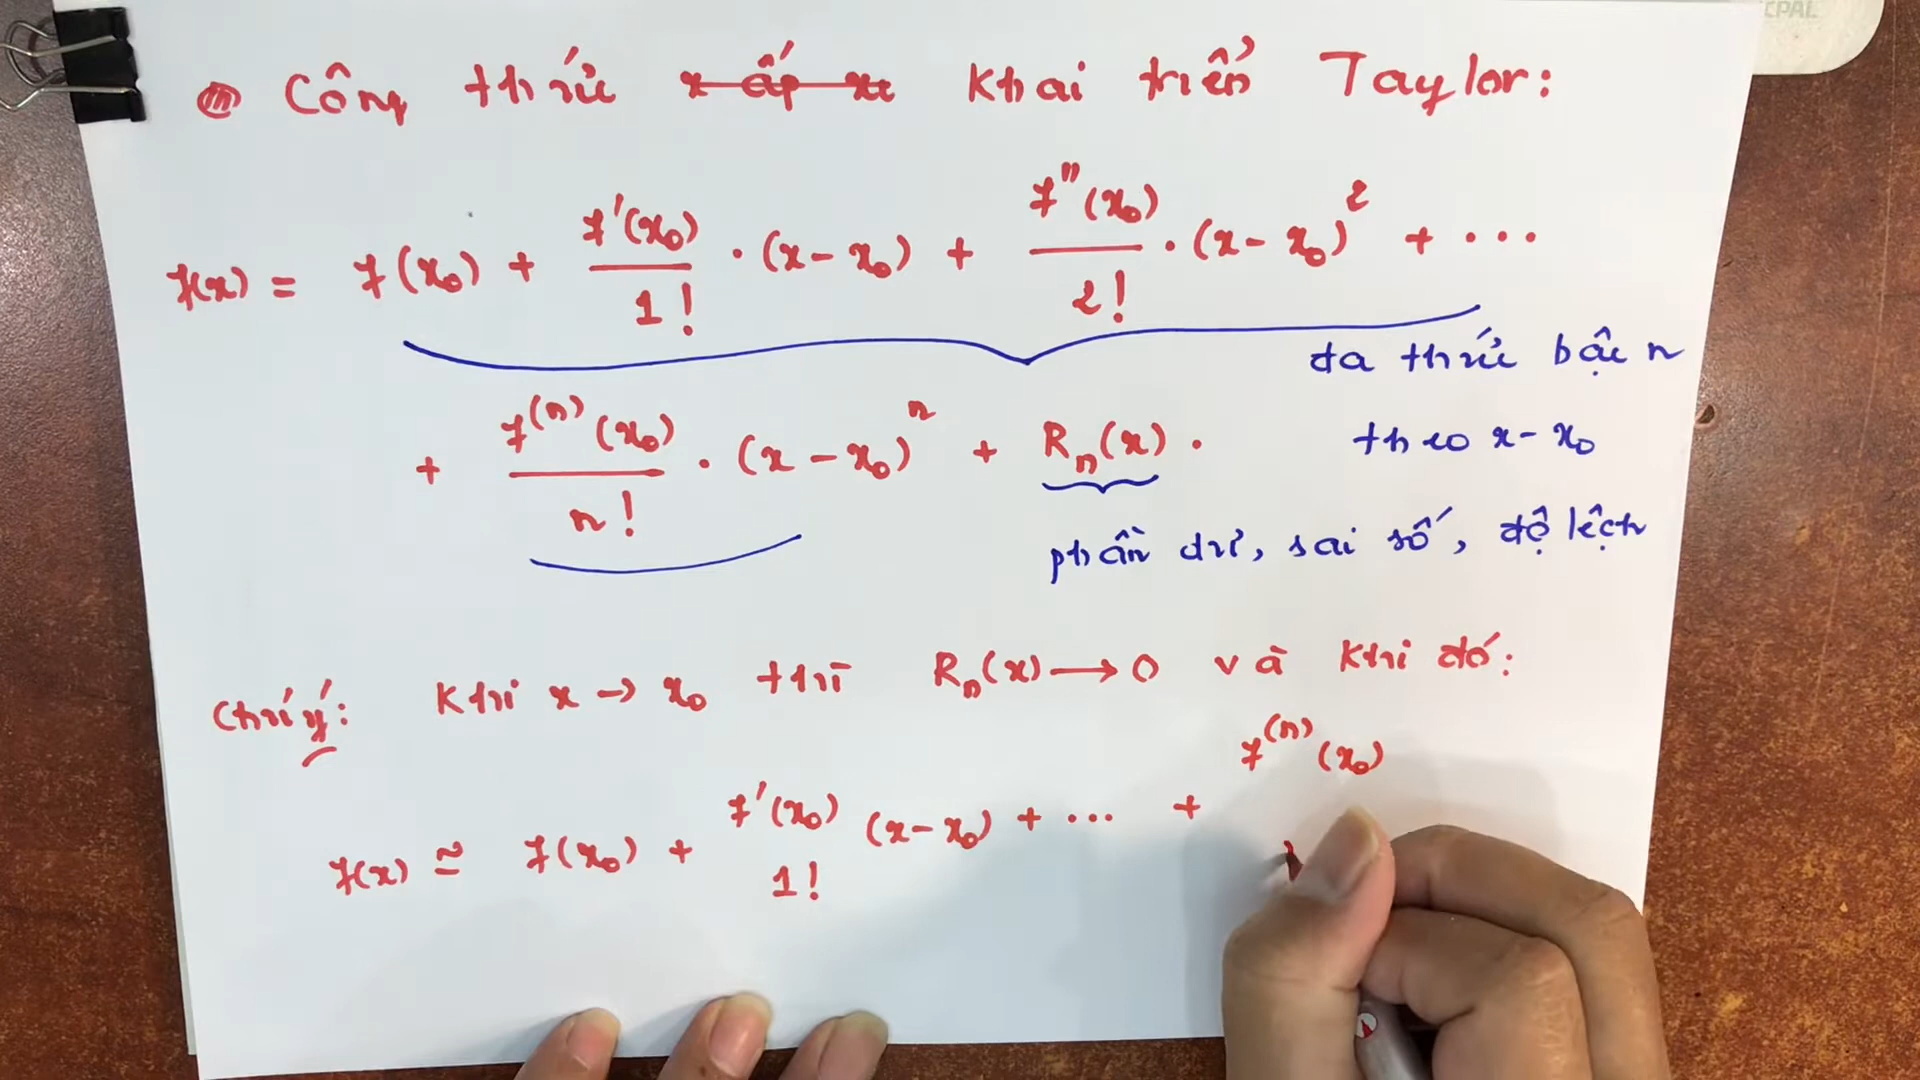 Công thức x̶ấ̶p̶ ̶x̶ỉ̶ Khai triển Taylor:
f(x) = f(x₀) + f'(x₀)/1! · (x - x₀) + f''(x₀)/2! · (x - x₀)² + ...
đa thức bậc n
+ f⁽ⁿ⁾(x₀)/n! · (x - x₀)ⁿ + Rₙ(x) .
theo x - x₀
phần dư, sai số, độ lệch
Chú ý: Khi x → x₀ thì Rₙ(x) → 0 và khi đó:
f(x) ≅ f(x₀) + f'(x₀) 1! (x - x₀) + ... + f⁽ⁿ⁾(x₀)